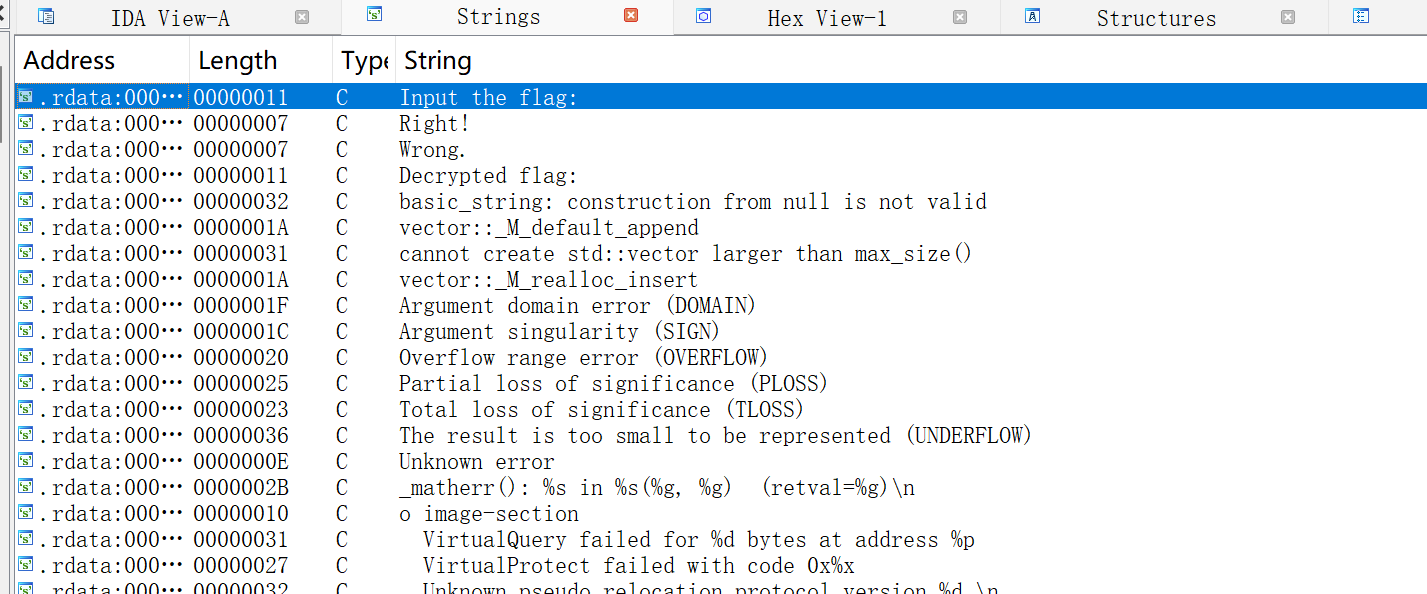 IDA View-A Strings Hex View-1 Structures
Address Length Type String
.rdata:000… 00000011 C Input the flag:
.rdata:000… 00000007 C Right!
.rdata:000… 00000007 C Wrong.
.rdata:000… 00000011 C Decrypted flag:
.rdata:000… 00000032 C basic_string: construction from null is not valid
.rdata:000… 0000001A C vector::_M_default_append
.rdata:000… 00000031 C cannot create std::vector larger than max_size()
.rdata:000… 0000001A C vector::_M_realloc_insert
.rdata:000… 0000001F C Argument domain error (DOMAIN)
.rdata:000… 0000001C C Argument singularity (SIGN)
.rdata:000… 00000020 C Overflow range error (OVERFLOW)
.rdata:000… 00000025 C Partial loss of significance (PLOSS)
.rdata:000… 00000023 C Total loss of significance (TLOSS)
.rdata:000… 00000036 C The result is too small to be represented (UNDERFLOW)
.rdata:000… 0000000E C Unknown error
.rdata:000… 0000002B C _matherr(): %s in %s(%g, %g)  (retval=%g)\n
.rdata:000… 00000010 C o image-section
.rdata:000… 00000031 C   VirtualQuery failed for %d bytes at address %p
.rdata:000… 00000027 C   VirtualProtect failed with code 0x%x
.rdata:000… 00000032 C   Unknown pseudo relocation protocol version %d.\n